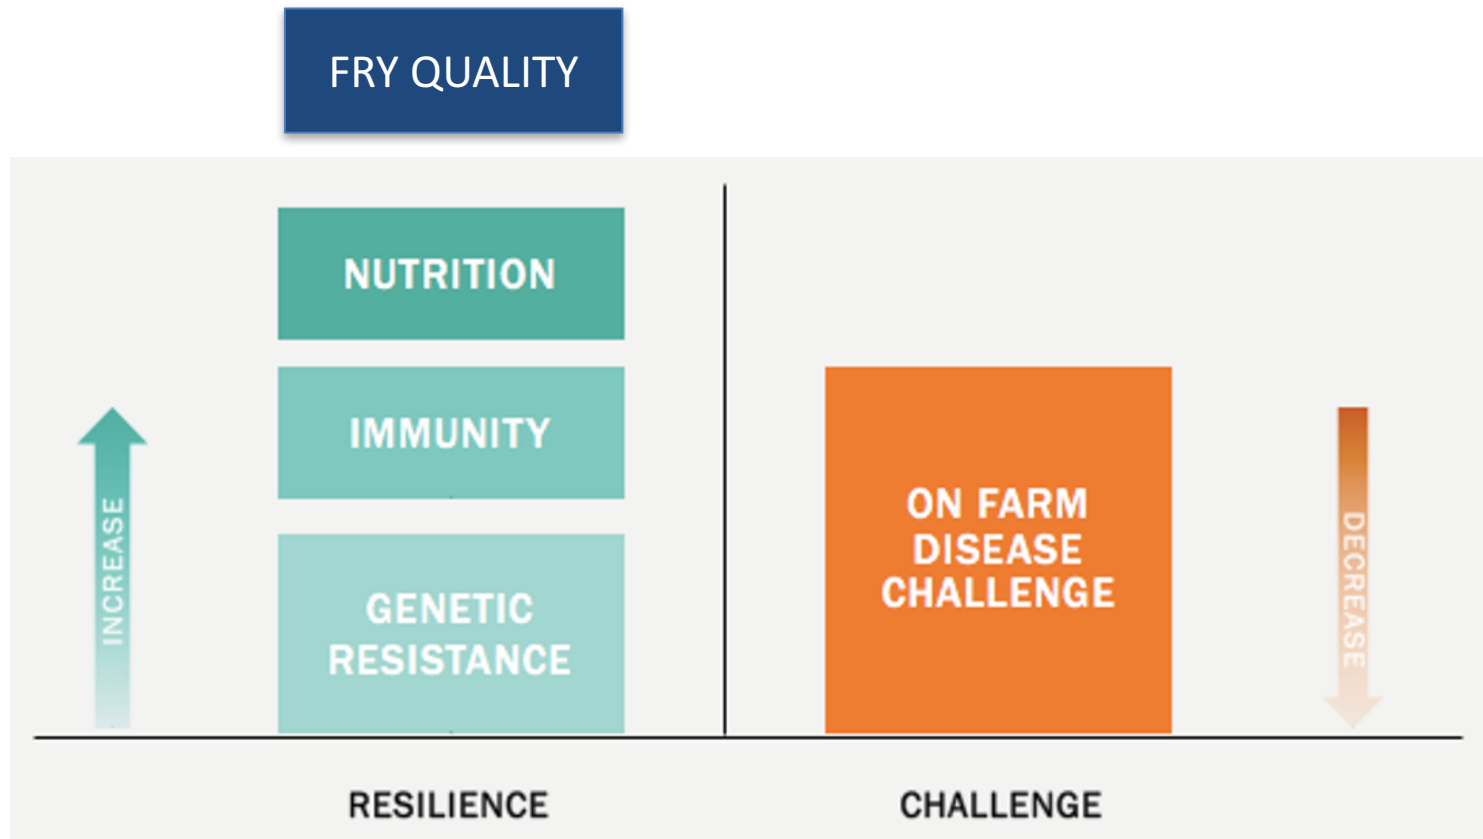 FRY QUALITY
NUTRITION
IMMUNITY
GENETIC
RESISTANCE
INCREASE
ON FARM
DISEASE
CHALLENGE
DECREASE
RESILIENCE
CHALLENGE